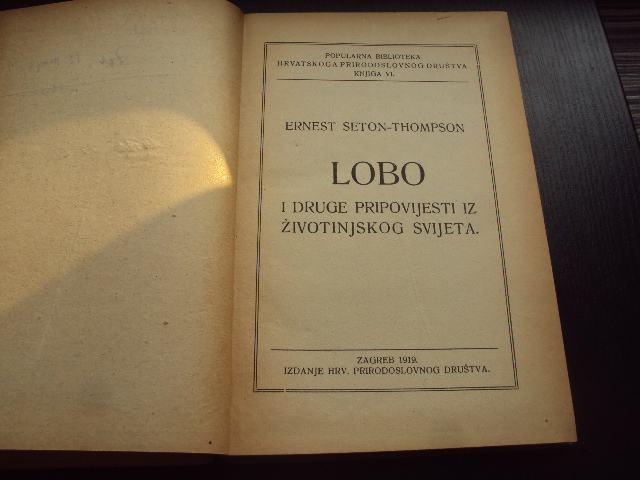 POPULARNA BIBLIOTEKA
HRVATSKOGA PRIRODOSLOVNOG DRUŠTVA
KNJIGA VI.
ERNEST SETON-THOMPSON
LOBO
I DRUGE PRIPOVIJESTI IZ
ŽIVOTINJSKOG SVIJETA.
ZAGREB 1919.
IZDANJE HRV. PRIRODOSLOVNOG DRUŠTVA.